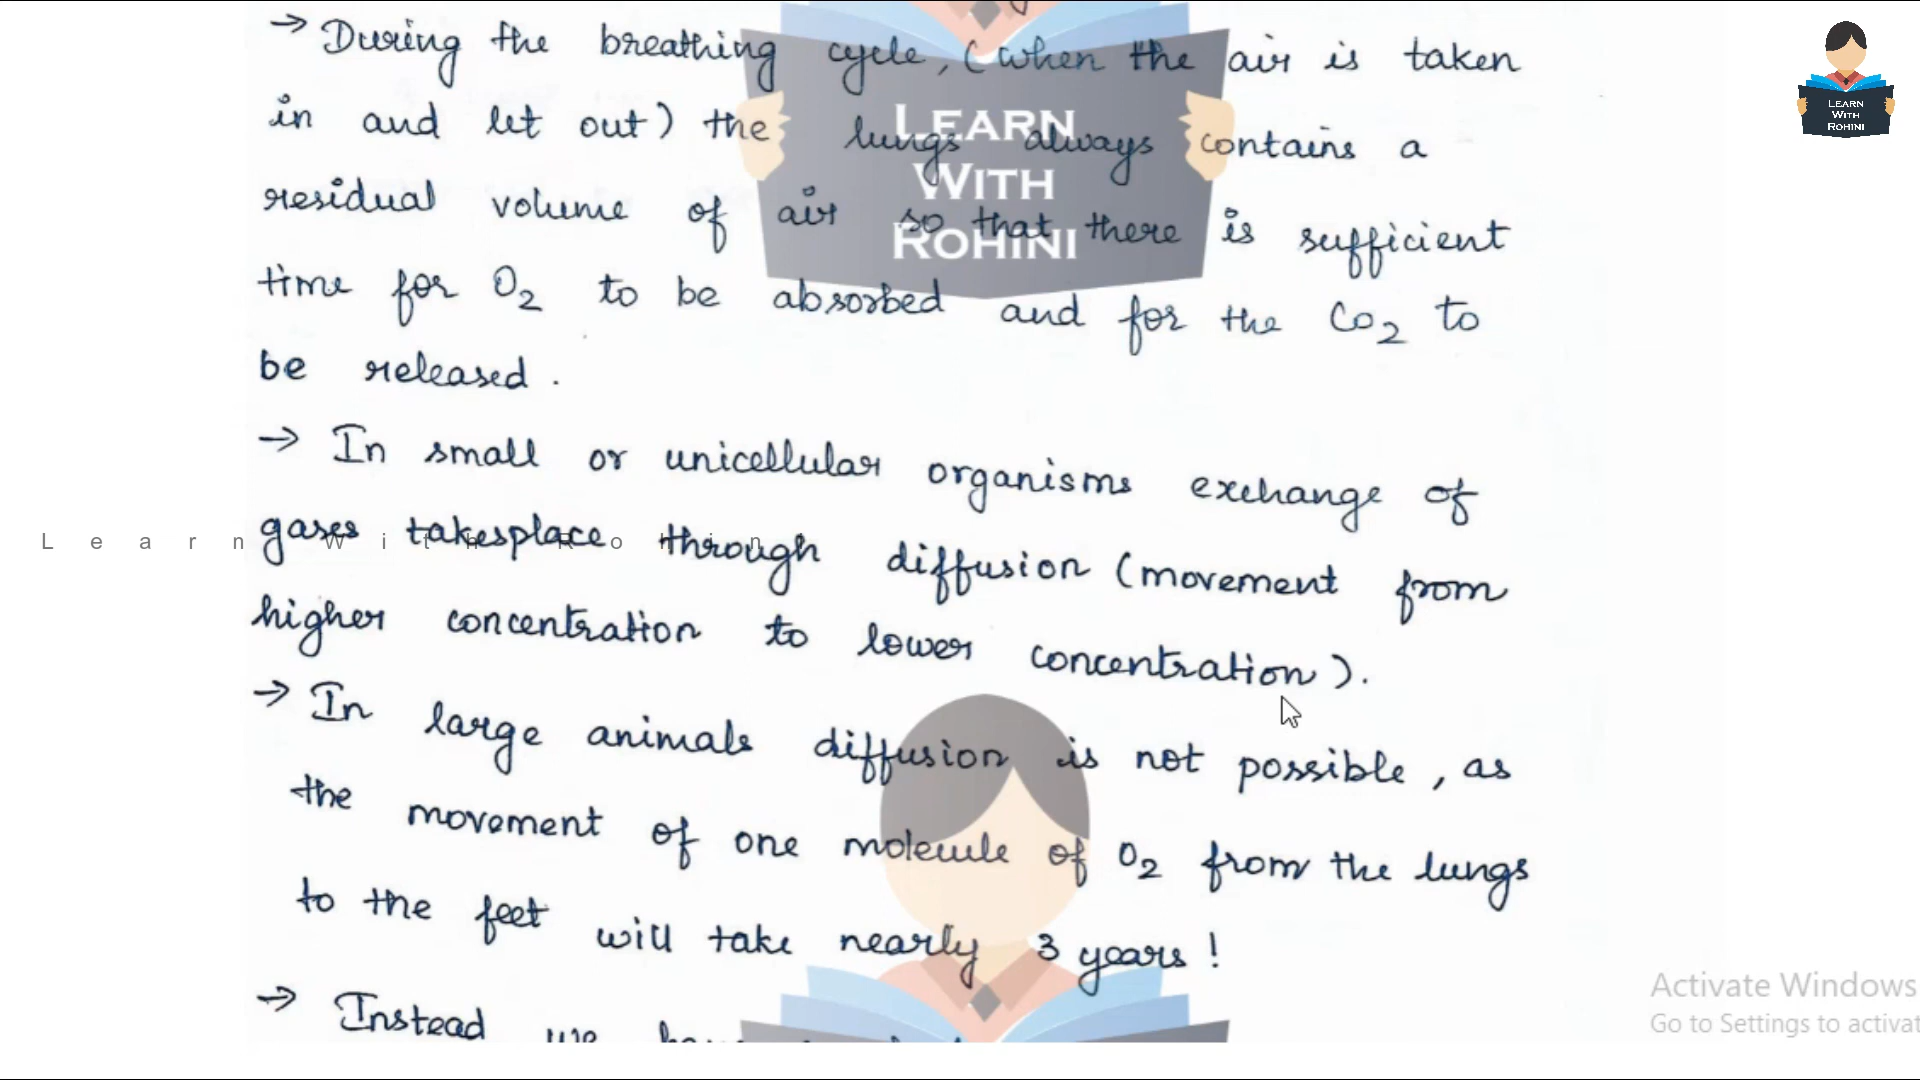 → During the breathing cycle, (when the air is taken
in and let out) the lungs always contains a
residual volume of air so that there is sufficient
time for O2 to be absorbed and for the Co2 to
be released.
→ In small or unicellular organisms exchange of
gases takesplace through diffusion (movement from
higher concentration to lower concentration).
→ In large animals diffusion is not possible, as
the movement of one molecule of O2 from the lungs
to the feet will take nearly 3 years!
→ Instead we
LEARN
WITH
ROHINI
LEARN
WITH
ROHINI
Learn With Rohin
Activate Windows
Go to Settings to activat